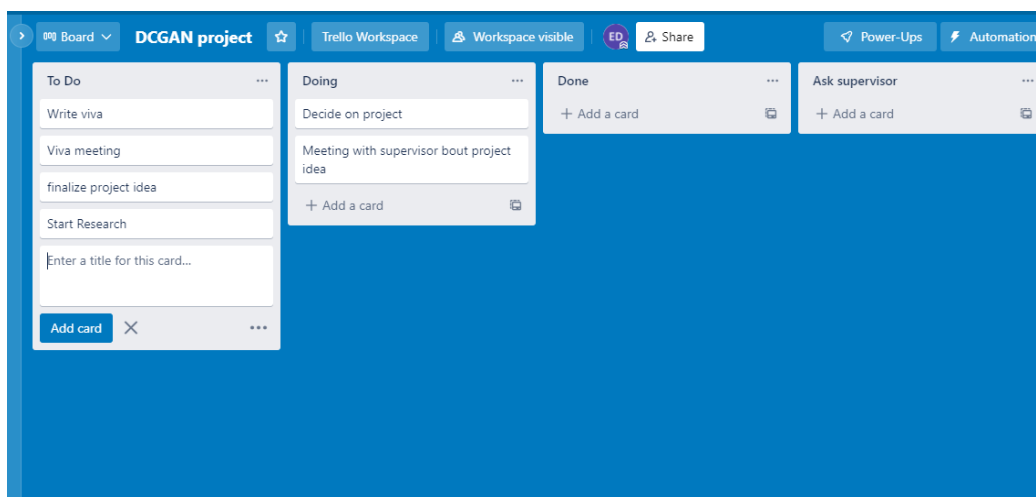 Board
DCGAN project
Trello Workspace
Workspace visible
ED
Share
Power-Ups
Automation
To Do
Write viva
Viva meeting
finalize project idea
Start Research
Enter a title for this card...
Add card
Doing
Decide on project
Meeting with supervisor bout project
idea
+ Add a card
Done
+ Add a card
Ask supervisor
+ Add a card